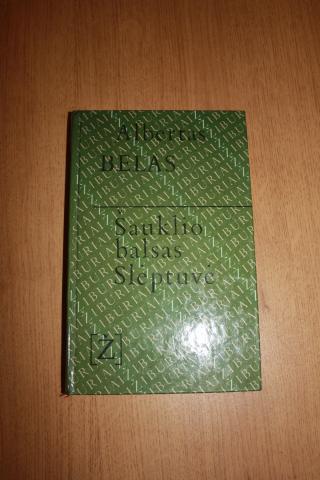 Albertas
BELAS
Šauklio
balsas
Slėptuvė
[Ž]